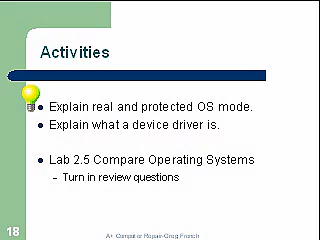 Activities
● Explain real and protected OS mode.
● Explain what a device driver is.
● Lab 2.5 Compare Operating Systems
– Turn in review questions
18
A+ Computer Repair-Greg French